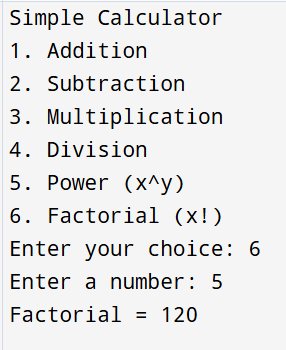 Simple Calculator
1. Addition
2. Subtraction
3. Multiplication
4. Division
5. Power (x^y)
6. Factorial (x!)
Enter your choice: 6
Enter a number: 5
Factorial = 120